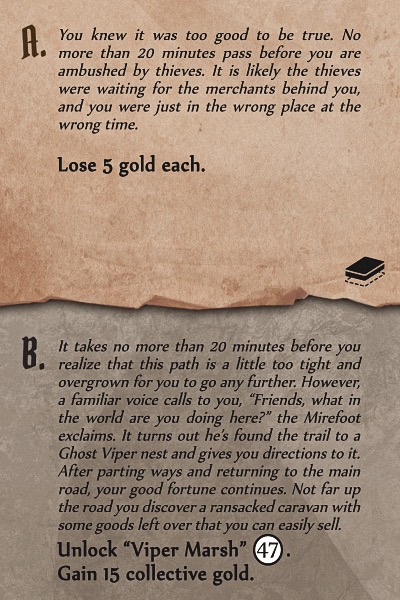 A. You knew it was too good to be true. No
more than 20 minutes pass before you are
ambushed by thieves. It is likely the thieves
were waiting for the merchants behind you,
and you were just in the wrong place at the
wrong time.
Lose 5 gold each.
B. It takes no more than 20 minutes before you
realize that this path is a little too tight and
overgrown for you to go any further. However,
a familiar voice calls to you, “Friends, what in
the world are you doing here?” the Mirefoot
exclaims. It turns out he’s found the trail to a
Ghost Viper nest and gives you directions to it.
After parting ways and returning to the main
road, your good fortune continues. Not far up
the road you discover a ransacked caravan with
some goods left over that you can easily sell.
Unlock “Viper Marsh” 47.
Gain 15 collective gold.